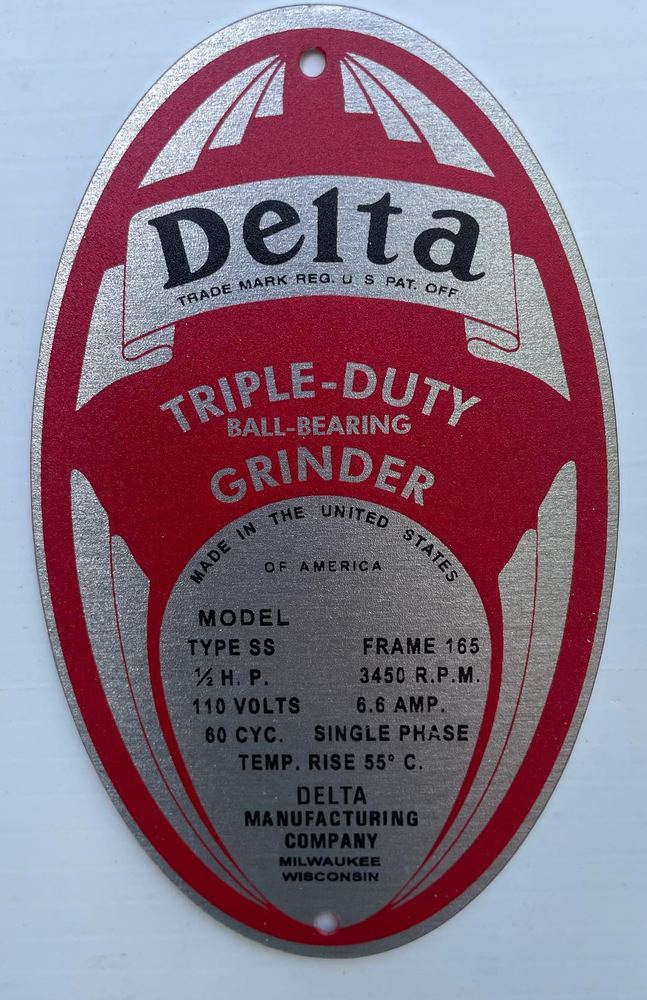 Delta
TRADE MARK REG. U S PAT. OFF.
TRIPLE-DUTY
BALL-BEARING
GRINDER
MADE IN THE UNITED STATES
OF AMERICA
MODEL
TYPE SS FRAME 165
½ H. P. 3450 R.P.M.
110 VOLTS 6.6 AMP.
60 CYC. SINGLE PHASE
TEMP. RISE 55° C.
DELTA
MANUFACTURING
COMPANY
MILWAUKEE
WISCONSIN